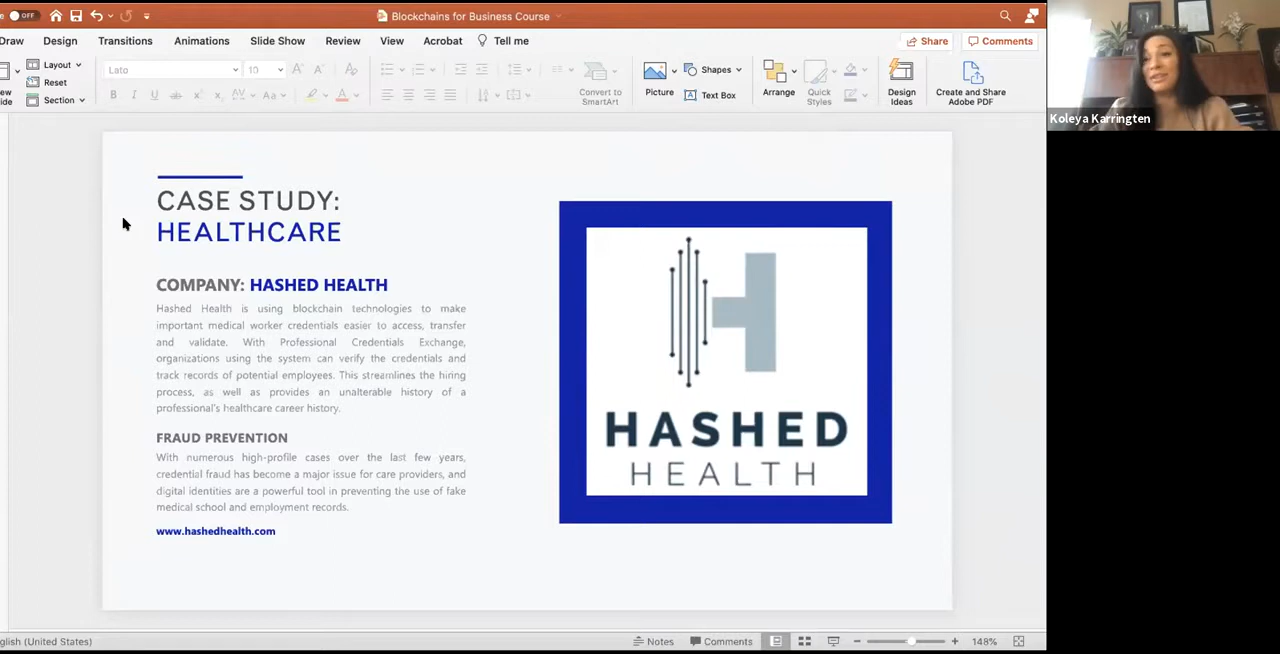 OFF
Blockchains for Business Course
Draw Design Transitions Animations Slide Show Review View Acrobat Tell me
Share Comments
Layout
Reset
Section
Lato 10
Convert to
SmartArt
Picture
Shapes
Text Box
Arrange
Quick
Styles
Design
Ideas
Create and Share
Adobe PDF
Koleya Karringten
CASE STUDY:
HEALTHCARE
COMPANY: HASHED HEALTH
Hashed Health is using blockchain technologies to make
important medical worker credentials easier to access, transfer
and validate. With Professional Credentials Exchange,
organizations using the system can verify the credentials and
track records of potential employees. This streamlines the hiring
process, as well as provides an unalterable history of a
professional's healthcare career history.
FRAUD PREVENTION
With numerous high-profile cases over the last few years,
credential fraud has become a major issue for care providers, and
digital identities are a powerful tool in preventing the use of fake
medical school and employment records.
www.hashedhealth.com
HASHED
HEALTH
glish (United States)
Notes Comments 148%